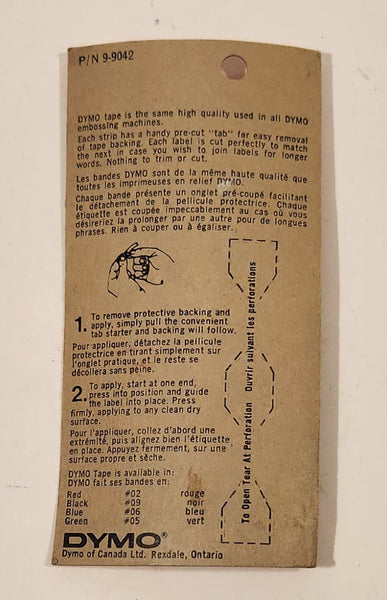 P/N 9-9042
DYMO tape is the same high quality used in all DYMO
embossing machines.
Each strip has a handy pre-cut "tab" for easy removal
of tape backing. Each label is cut perfectly to match
the next in case you wish to join labels for longer
words. Nothing to trim or cut.
Les bandes DYMO sont de la même haute qualité que
toutes les imprimeuses en relief DYMO.
Chaque bande présente un onglet pré-coupé facilitant
le détachement de la pellicule protectrice. Chaque
étiquette est coupée impeccablement au cas où vous
désireriez la prolonger par une autre pour de longues
phrases. Rien à couper ou à égaliser.
1. To remove protective backing and
apply, simply pull the convenient
tab starter and backing will follow.
Pour appliquer, détachez la pellicule
protectrice en tirant simplement sur
l'onglet pratique, et le reste se
décollera sans peine.
2. To apply, start at one end,
press into position and guide
the label into place. Press
firmly, applying to any clean dry
surface.
Pour l'appliquer, collez d'abord une
extrémité, puis alignez bien l'étiquette
en place. Appuyez fermement, sur une
surface propre et sèche.
DYMO Tape is available in:
DYMO fait ses bandes en:
Red #02 rouge
Black #09 noir
Blue #06 bleu
Green #05 vert
DYMO®
Dymo of Canada Ltd. Rexdale, Ontario
To Open Tear At Perforation Ouvrir suivant les perforations